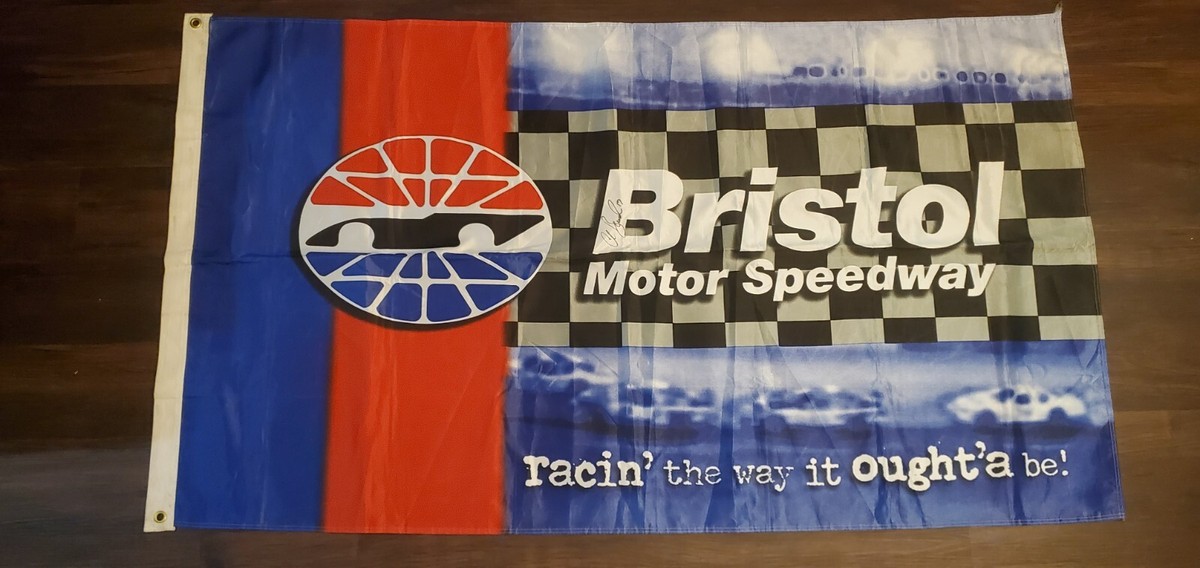 Bristol
Motor Speedway
racin' the way it ought'a be!